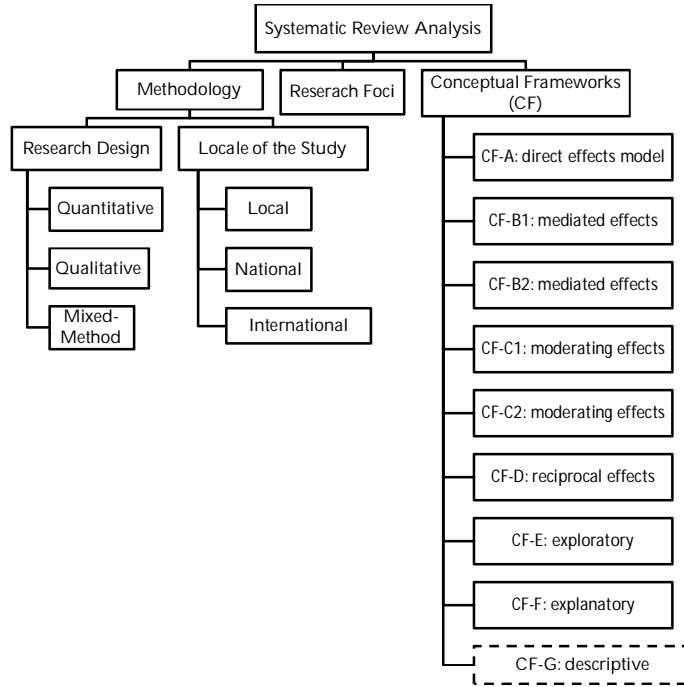 Systematic Review Analysis
Methodology
Reserach Foci
Conceptual Frameworks
(CF)
Research Design
Locale of the Study
Quantitative
Qualitative
Mixed-
Method
Local
National
International
CF-A: direct effects model
CF-B1: mediated effects
CF-B2: mediated effects
CF-C1: moderating effects
CF-C2: moderating effects
CF-D: reciprocal effects
CF-E: exploratory
CF-F: explanatory
CF-G: descriptive